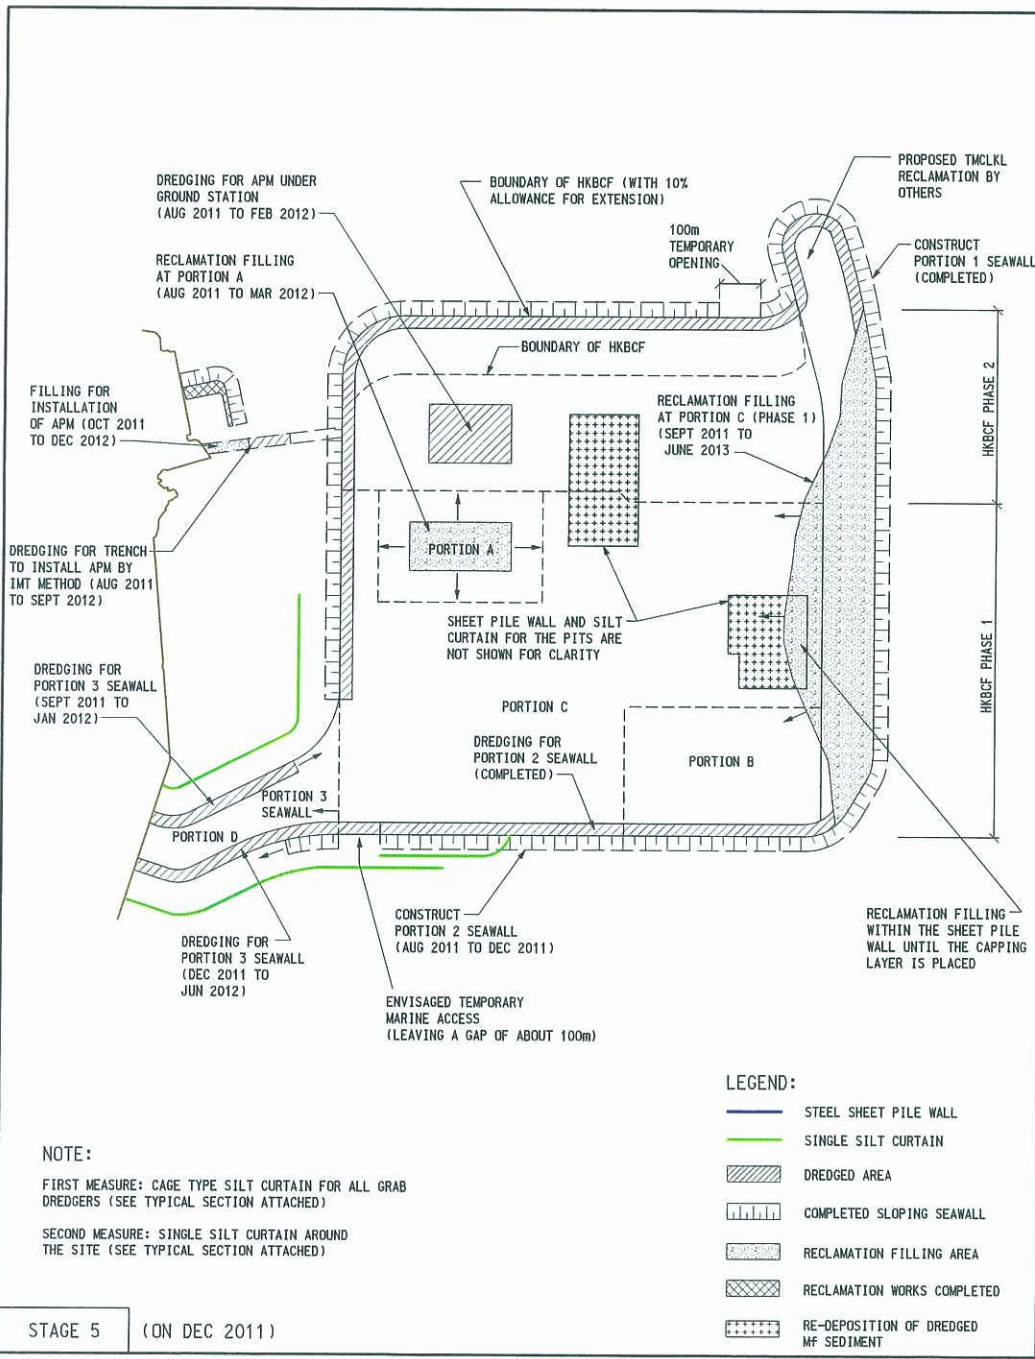 DREDGING FOR APM UNDER
GROUND STATION
(AUG 2011 TO FEB 2012)
BOUNDARY OF HKBCF (WITH 10%
ALLOWANCE FOR EXTENSION)
PROPOSED TMCLKL
RECLAMATION BY
OTHERS
100m
TEMPORARY
OPENING
CONSTRUCT
PORTION 1 SEAWALL
(COMPLETED)
RECLAMATION FILLING
AT PORTION A
(AUG 2011 TO MAR 2012)
BOUNDARY OF HKBCF
FILLING FOR
INSTALLATION
OF APM (OCT 2011
TO DEC 2012)
RECLAMATION FILLING
AT PORTION C (PHASE 1)
(SEPT 2011 TO
JUNE 2013
HKBCF PHASE 2
DREDGING FOR TRENCH
TO INSTALL APM BY
IMT METHOD (AUG 2011
TO SEPT 2012)
PORTION A
SHEET PILE WALL AND SILT
CURTAIN FOR THE PITS ARE
NOT SHOWN FOR CLARITY
HKBCF PHASE 1
DREDGING FOR
PORTION 3 SEAWALL
(SEPT 2011 TO
JAN 2012)
PORTION C
DREDGING FOR
PORTION 2 SEAWALL
(COMPLETED)
PORTION B
PORTION 3
SEAWALL
PORTION D
CONSTRUCT
PORTION 2 SEAWALL
(AUG 2011 TO DEC 2011)
RECLAMATION FILLING
WITHIN THE SHEET PILE
WALL UNTIL THE CAPPING
LAYER IS PLACED
DREDGING FOR
PORTION 3 SEAWALL
(DEC 2011 TO
JUN 2012)
ENVISAGED TEMPORARY
MARINE ACCESS
(LEAVING A GAP OF ABOUT 100m)
LEGEND:
STEEL SHEET PILE WALL
SINGLE SILT CURTAIN
DREDGED AREA
COMPLETED SLOPING SEAWALL
RECLAMATION FILLING AREA
RECLAMATION WORKS COMPLETED
RE-DEPOSITION OF DREDGED
Mf SEDIMENT
NOTE:
FIRST MEASURE: CAGE TYPE SILT CURTAIN FOR ALL GRAB
DREDGERS (SEE TYPICAL SECTION ATTACHED)
SECOND MEASURE: SINGLE SILT CURTAIN AROUND
THE SITE (SEE TYPICAL SECTION ATTACHED)
STAGE 5 (ON DEC 2011)